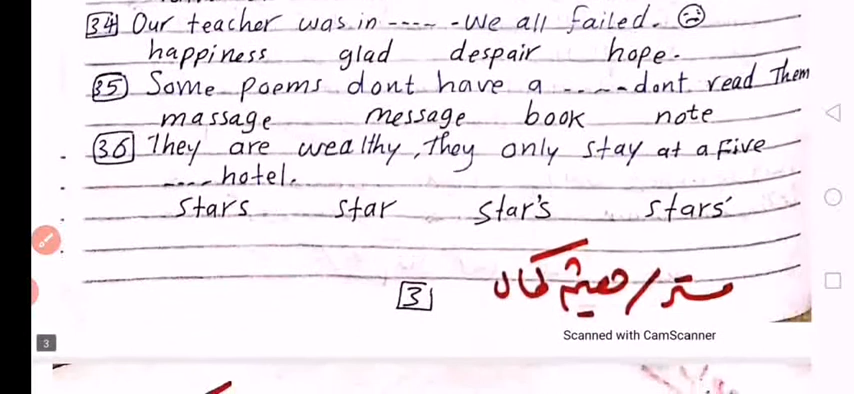 34 Our teacher was in ---- -We all failed. ☹
happiness glad despair hope.
35 Some poems dont have a ----- dont read Them
massage message book note
36 They are wealthy, They only stay at a five
---- hotel.
stars star star's stars'
3 مستر/هيثم كمال
Scanned with CamScanner
3